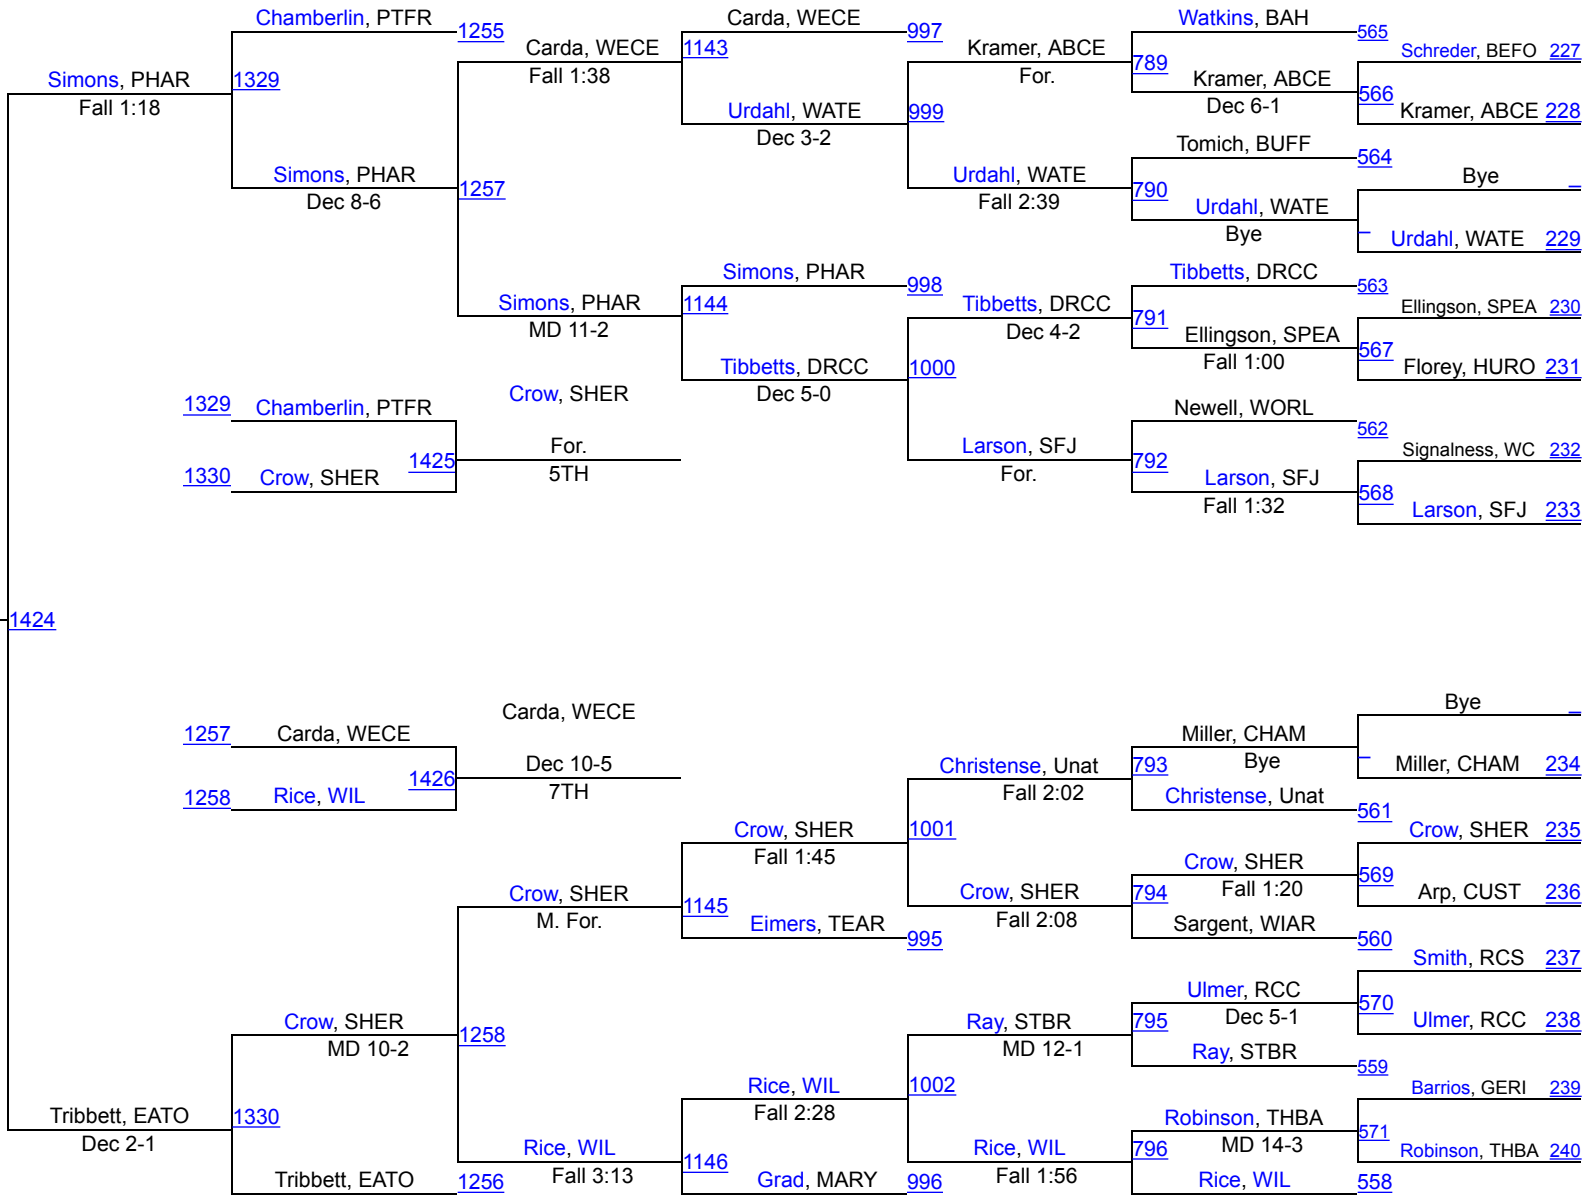 Chamberlin, PTFR
1255
Carda, WECE
997
Watkins, BAH
565
Simons, PHAR
Fall 1:18
1329
Carda, WECE
Fall 1:38
1143
Kramer, ABCE
For.
789
Schreder, BEFO 227
Kramer, ABCE
Dec 6-1
566
Kramer, ABCE 228
Urdahl, WATE
Dec 3-2
999
Tomich, BUFF
564
Simons, PHAR
Dec 8-6
1257
Urdahl, WATE
Fall 2:39
790
Bye
Urdahl, WATE
Bye
Urdahl, WATE 229
Simons, PHAR
998
Tibbetts, DRCC
563
Simons, PHAR
MD 11-2
1144
Tibbetts, DRCC
Dec 4-2
791
Ellingson, SPEA 230
Ellingson, SPEA
Fall 1:00
567
Florey, HURO 231
Tibbetts, DRCC
Dec 5-0
1000
1329
Chamberlin, PTFR
Crow, SHER
Newell, WORL
562
1425
For.
5TH
Larson, SFJ
For.
792
Signalness, WC 232
1330
Crow, SHER
Larson, SFJ
Fall 1:32
568
Larson, SFJ 233
1424
Carda, WECE
Bye
1257
Carda, WECE
Miller, CHAM
Bye
1426
Dec 10-5
7TH
Christense, Unat
Fall 2:02
793
Miller, CHAM 234
1258
Rice, WIL
Christense, Unat
561
Crow, SHER
Fall 1:45
1001
Crow, SHER 235
Crow, SHER
M. For.
1145
Crow, SHER
Fall 2:08
794
Crow, SHER
Fall 1:20
569
Arp, CUST 236
Eimers, TEAR
995
Sargent, WIAR
560
Smith, RCS 237
Crow, SHER
MD 10-2
1258
Ray, STBR
MD 12-1
795
Ulmer, RCC
Dec 5-1
570
Ulmer, RCC 238
Ray, STBR
559
Rice, WIL
Fall 2:28
1002
Barrios, GERI 239
Tribbett, EATO
Dec 2-1
1330
Robinson, THBA
MD 14-3
571
Rice, WIL
Fall 3:13
1146
Rice, WIL
Fall 1:56
796
Robinson, THBA 240
Tribbett, EATO
1256
Grad, MARY
996
Rice, WIL
558